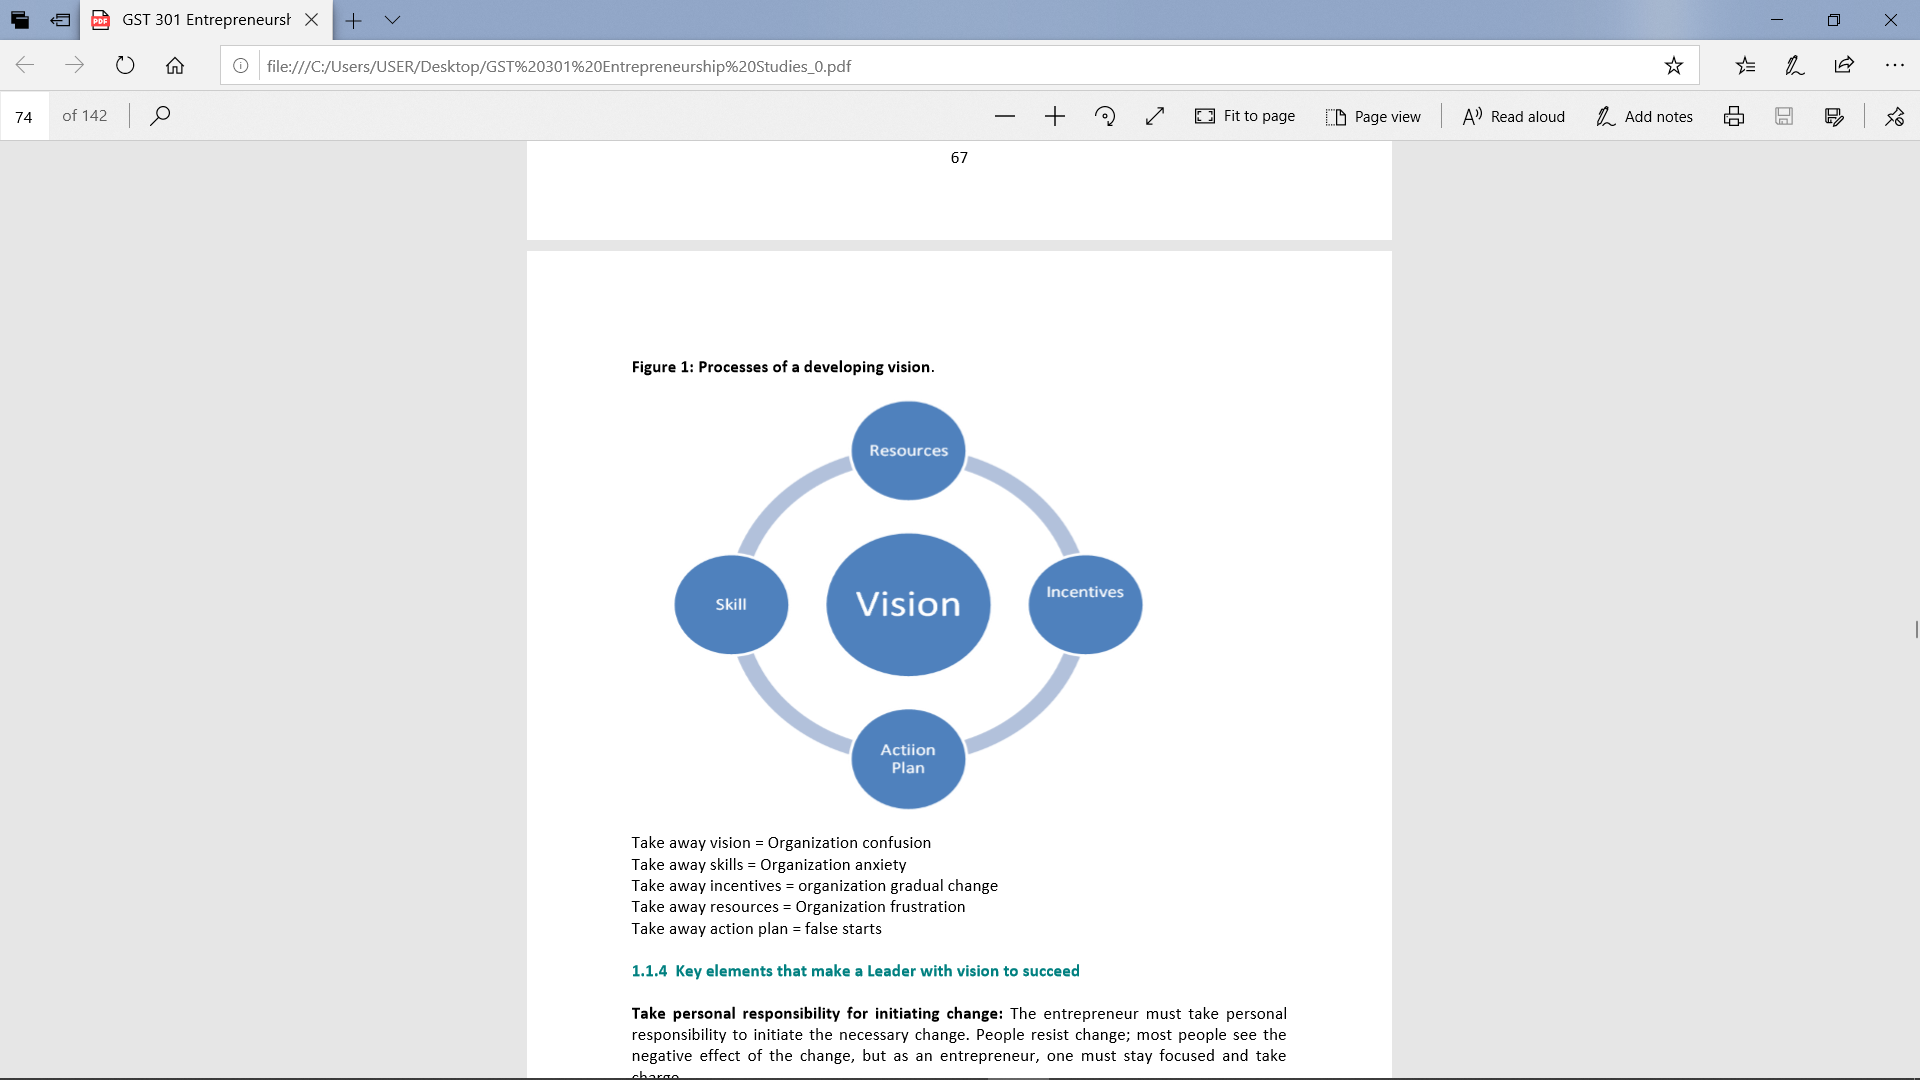 GST 301 Entrepreneursh
file:///C:/Users/USER/Desktop/GST%20301%20Entrepreneurship%20Studies_0.pdf
74 of 142
Fit to page
Page view
Read aloud
Add notes
67
Figure 1: Processes of a developing vision.
Resources
Skill
Vision
Incentives
Actiion
Plan
Take away vision = Organization confusion
Take away skills = Organization anxiety
Take away incentives = organization gradual change
Take away resources = Organization frustration
Take away action plan = false starts
1.1.4 Key elements that make a Leader with vision to succeed
Take personal responsibility for initiating change: The entrepreneur must take personal
responsibility to initiate the necessary change. People resist change; most people see the
negative effect of the change, but as an entrepreneur, one must stay focused and take
charge.